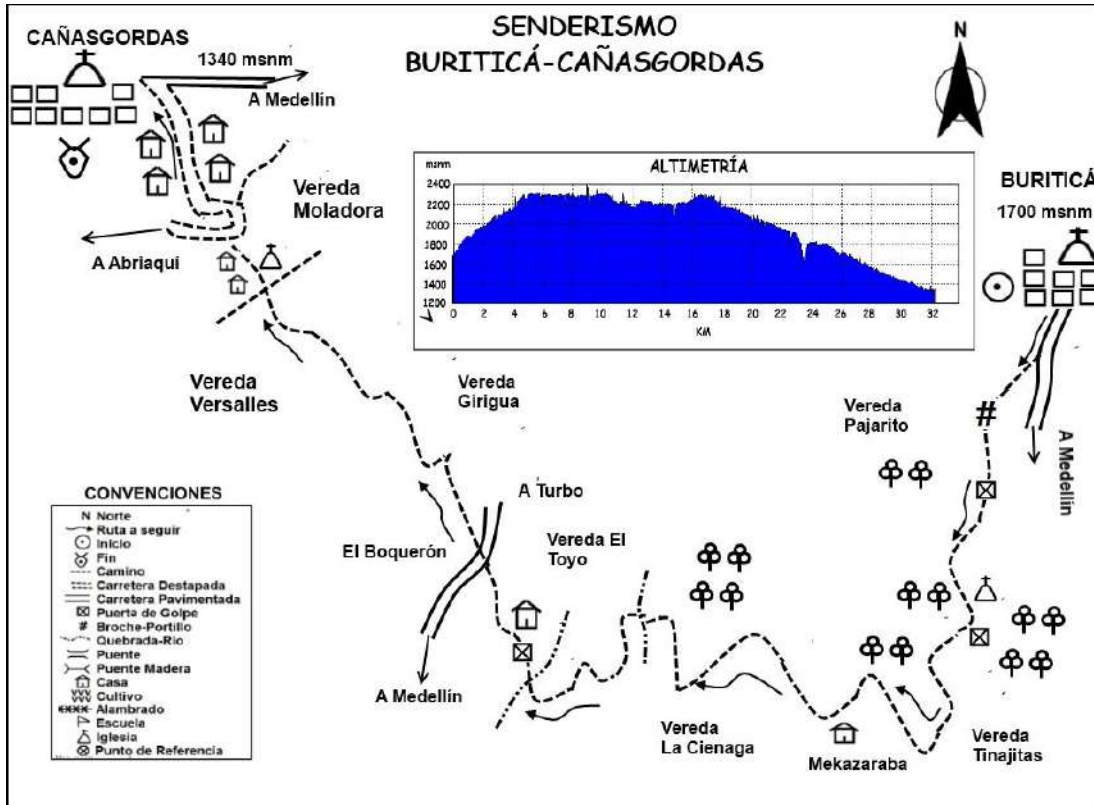 SENDERISMO
BURITICÁ-CAÑASGORDAS
CAÑASGORDAS
1340 msnm
A Medellín
N
Vereda
Moladora
A Abriaqui
msnm
ALTIMETRÍA
2400
2200
2000
1800
1600
1400
1200
0 2 4 6 8 10 12 14 16 18 20 22 24 26 28 30 32
KM
BURITICÁ
1700 msnm
Vereda
Versalles
Vereda
Girigua
Vereda
Pajarito
#
A Medellín
A Turbo
El Boquerón
Vereda El
Toyo
A Medellín
Vereda
La Cienaga
Mekazaraba
Vereda
Tinajitas
CONVENCIONES
N Norte
Ruta a seguir
Inicio
Fin
Camino
Carretera Destapada
Carretera Pavimentada
Puerta de Golpe
# Broche-Portillo
Quebrada-Rio
Puente
Puente Madera
Casa
Cultivo
Alambrado
Escuela
Iglesia
Punto de Referencia